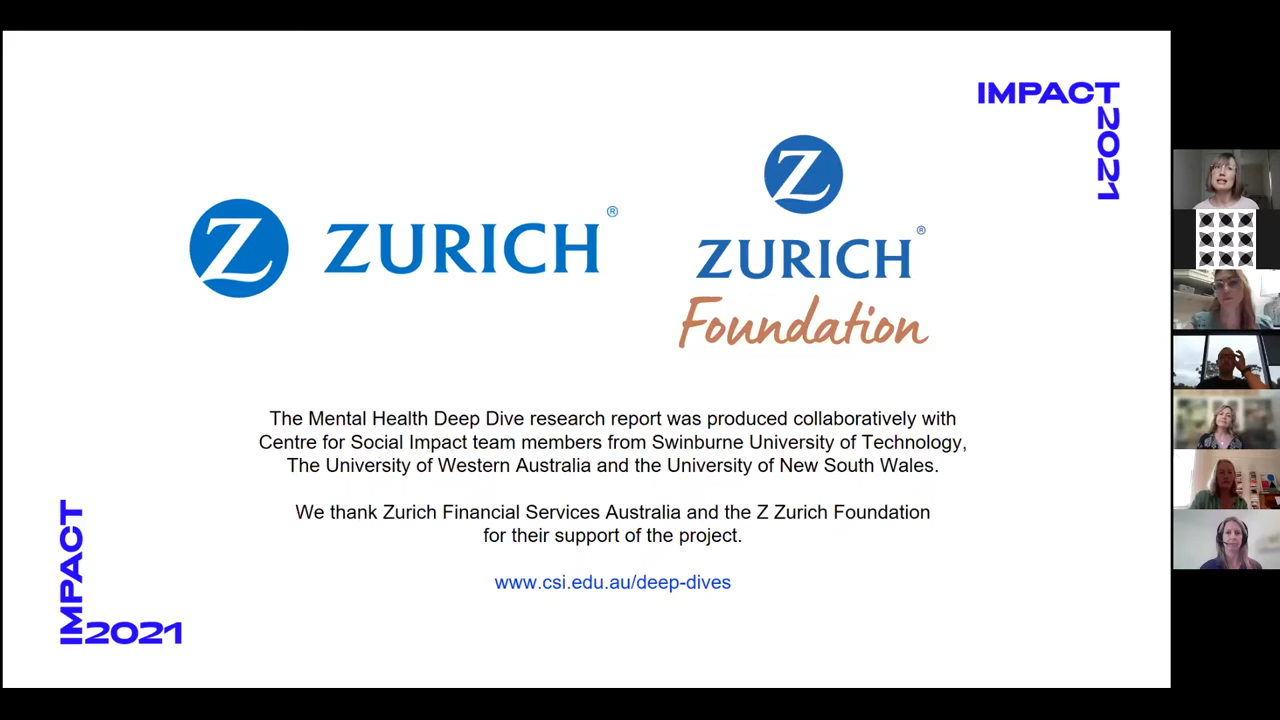 IMPACT
2021
Z ZURICH®
Z
ZURICH®
Foundation
The Mental Health Deep Dive research report was produced collaboratively with
Centre for Social Impact team members from Swinburne University of Technology,
The University of Western Australia and the University of New South Wales.
We thank Zurich Financial Services Australia and the Z Zurich Foundation
for their support of the project.
www.csi.edu.au/deep-dives
IMPACT
2021